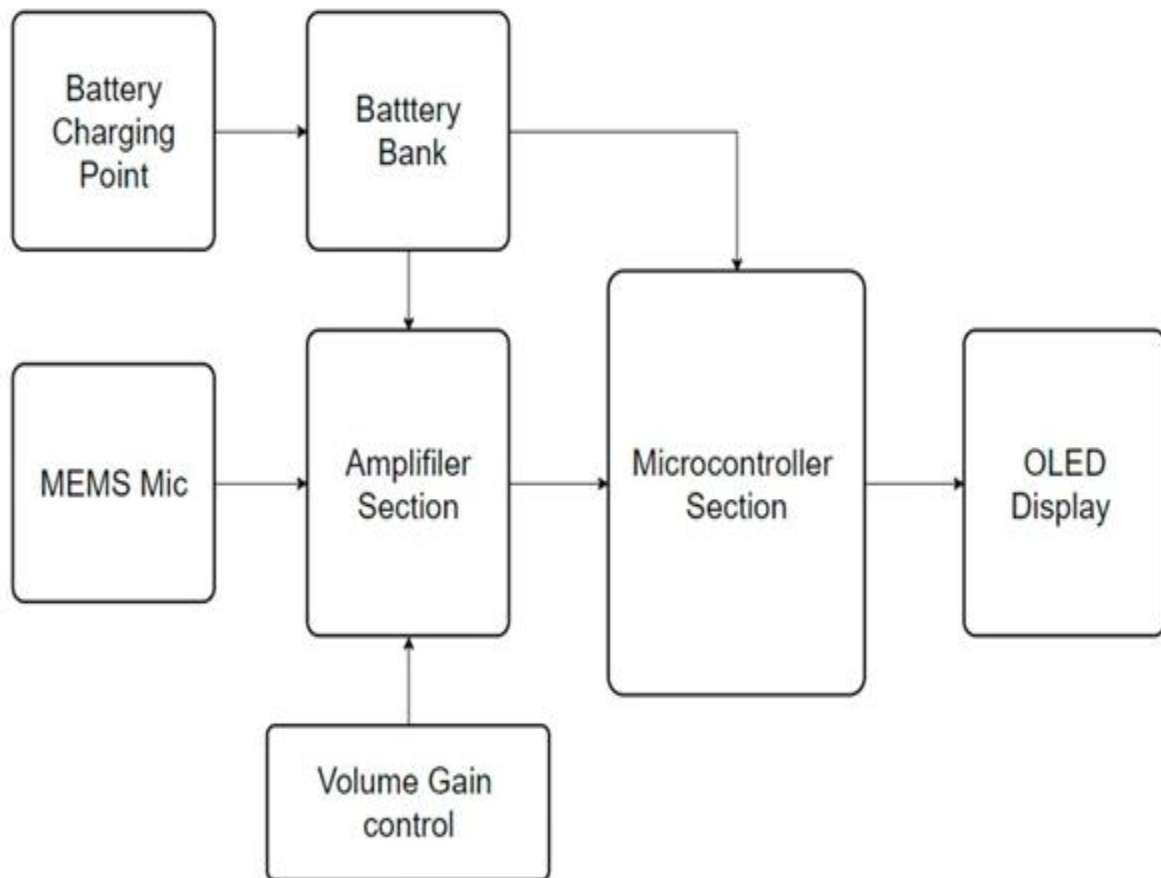 Battery
Charging
Point
Batttery
Bank
MEMS Mic
Amplifiler
Section
Microcontroller
Section
OLED
Display
Volume Gain
control